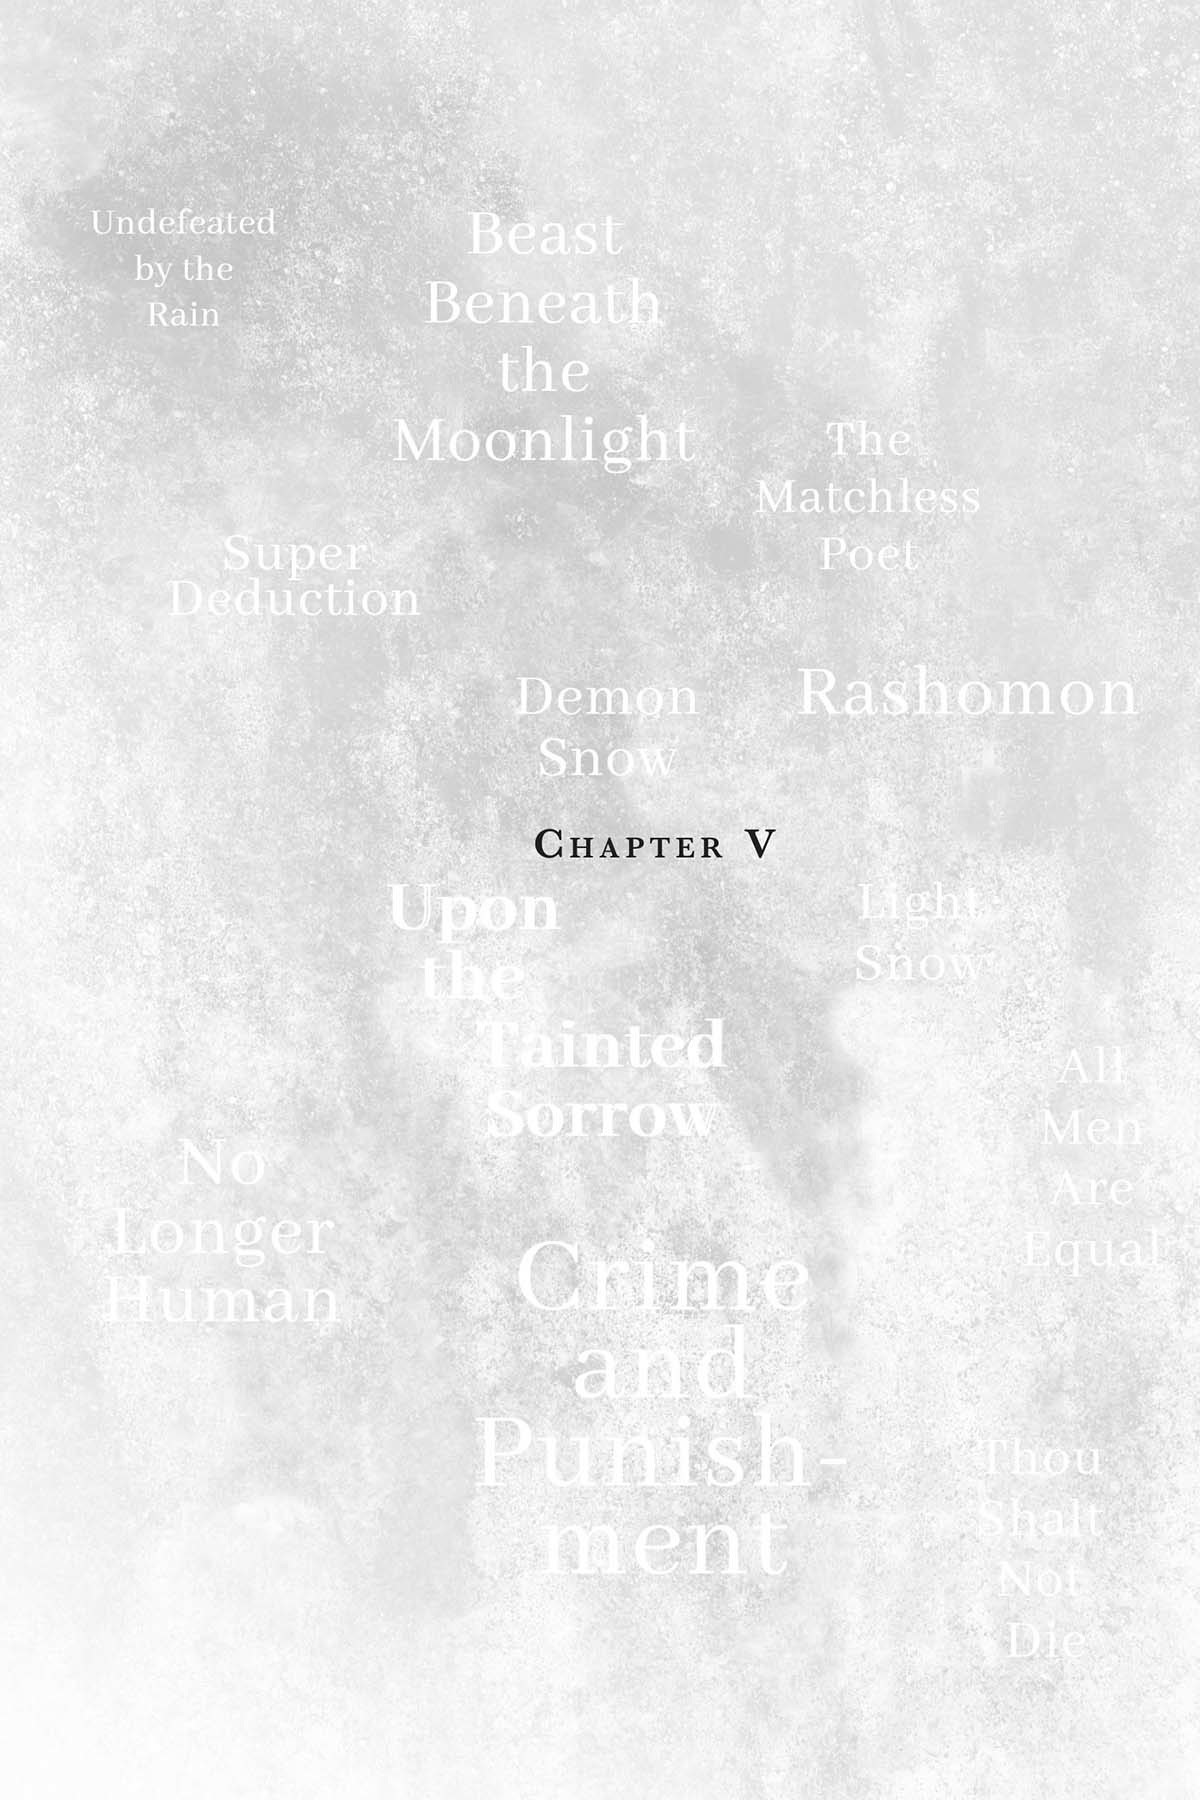 Undefeated
by the
Rain
Beast
Beneath
the
Moonlight
The
Matchless
Poet
Super
Deduction
Demon
Snow
Rashomon
Chapter V
Upon
the
Tainted
Sorrow
Light
Snow
All
Men
Are
Equal
No
Longer
Human
Crime
and
Punish-
ment
Thou
Shalt
Not
Die